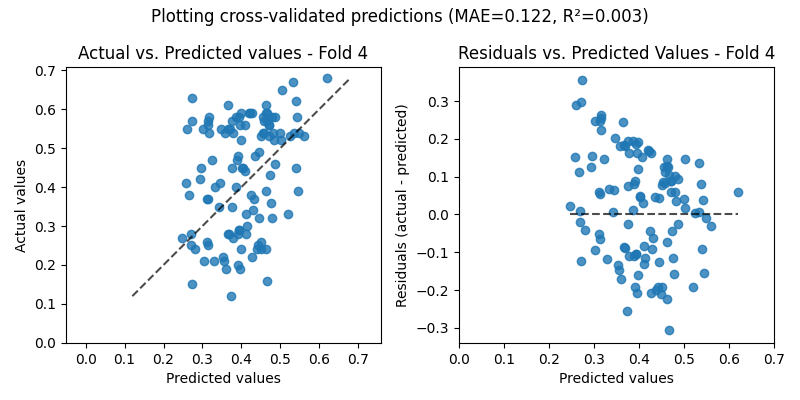 Plotting cross-validated predictions (MAE=0.122, R²=0.003)
Actual vs. Predicted values - Fold 4
Actual values
0.7
0.6
0.5
0.4
0.3
0.2
0.1
0.0
0.0 0.1 0.2 0.3 0.4 0.5 0.6 0.7
Predicted values
Residuals vs. Predicted Values - Fold 4
Residuals (actual - predicted)
0.3
0.2
0.1
0.0
−0.1
−0.2
−0.3
0.0 0.1 0.2 0.3 0.4 0.5 0.6 0.7
Predicted values